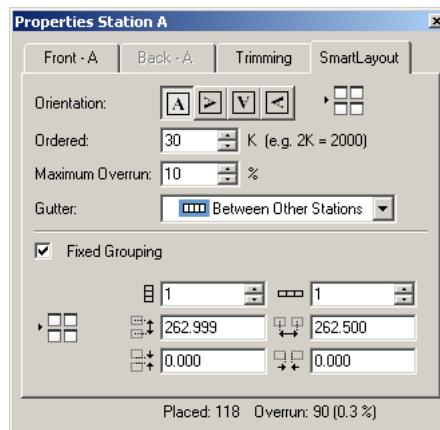 Properties Station A
Front - A Back - A Trimming SmartLayout
Orientation: A A A A
Ordered: 30 K (e.g. 2K = 2000)
Maximum Overrun: 10 %
Gutter: Between Other Stations
Fixed Grouping
1 1
262.999 262.500
0.000 0.000
Placed: 118 Overrun: 90 (0.3 %)